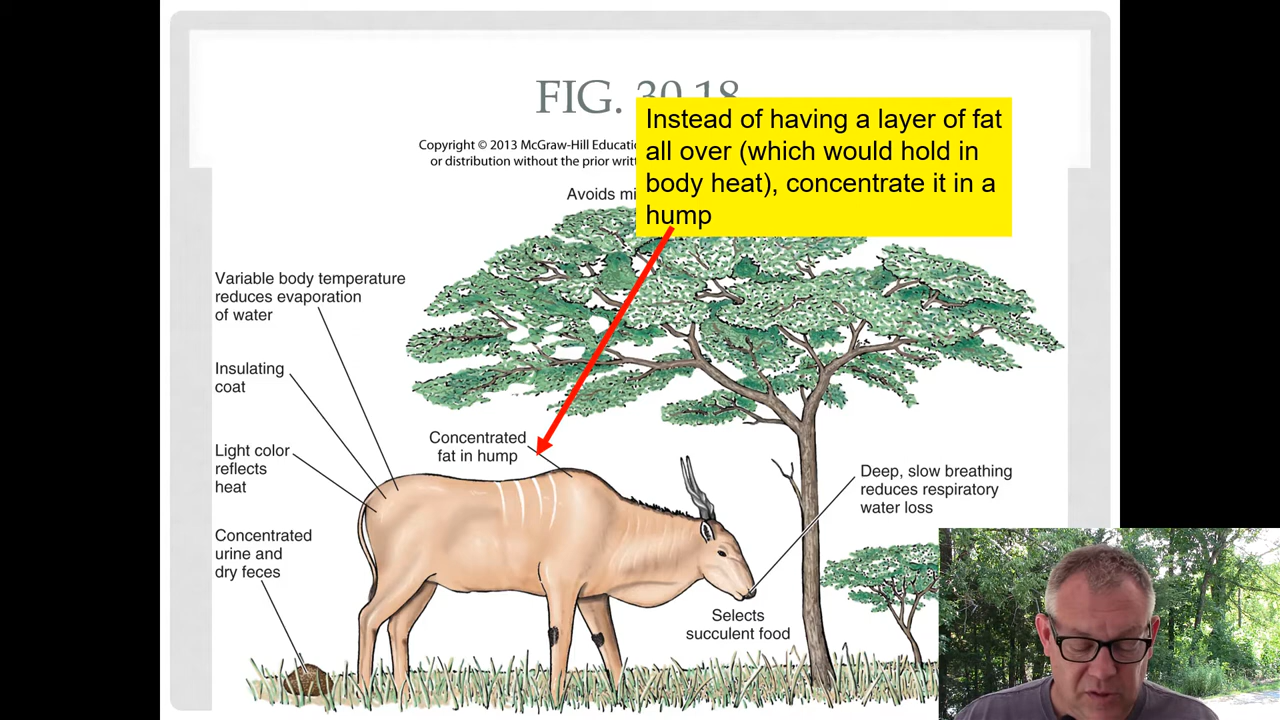 FIG. 30.18
Instead of having a layer of fat
all over (which would hold in
body heat), concentrate it in a
hump
Copyright © 2013 McGraw-Hill
or distribution without the prior
Avoids
Variable body temperature
reduces evaporation
of water
Insulating
coat
Light color
reflects
heat
Concentrated
fat in hump
Deep, slow breathing
reduces respiratory
water loss
Concentrated
urine and
dry feces
Selects
succulent food